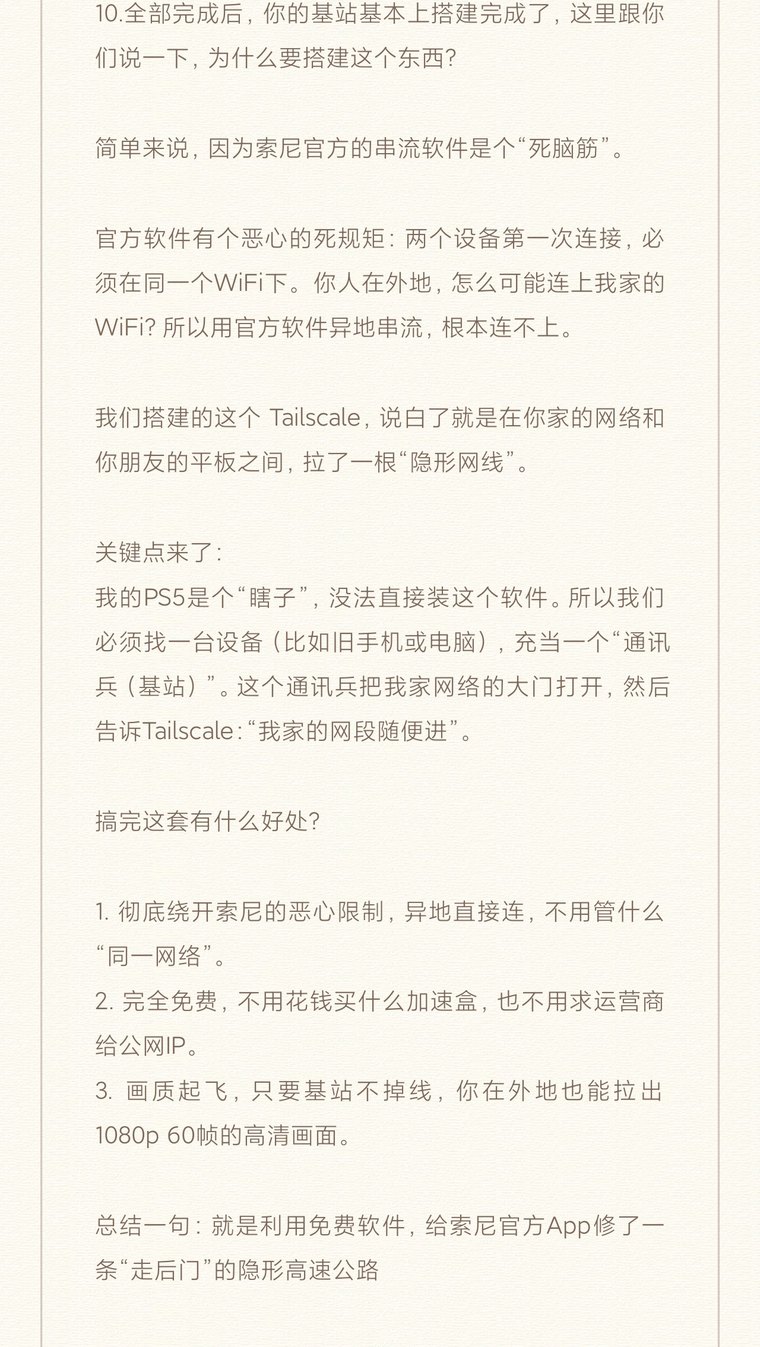 10.全部完成后，你的基站基本上搭建完成了，这里跟你
们说一下，为什么要搭建这个东西？
简单来说，因为索尼官方的串流软件是个“死脑筋”。
官方软件有个恶心的死规矩：两个设备第一次连接，必
须在同一个WiFi下。你人在外地，怎么可能连上我家的
WiFi？所以用官方软件异地串流，根本连不上。
我们搭建的这个 Tailscale，说白了就是在你家的网络和
你朋友的平板之间，拉了一根“隐形网线”。
关键点来了：
我的PS5是个“瞎子”，没法直接装这个软件。所以我们
必须找一台设备（比如旧手机或电脑），充当一个“通讯
兵（基站）”。这个通讯兵把我家网络的大门打开，然后
告诉Tailscale：“我家的网段随便进”。
搞完这套有什么好处？
1. 彻底绕开索尼的恶心限制，异地直接连，不用管什么
“同一网络”。
2. 完全免费，不用花钱买什么加速盒，也不用求运营商
给公网IP。
3. 画质起飞，只要基站不掉线，你在外地也能拉出
1080p 60帧的高清画面。
总结一句：就是利用免费软件，给索尼官方App修了一
条“走后门”的隐形高速公路